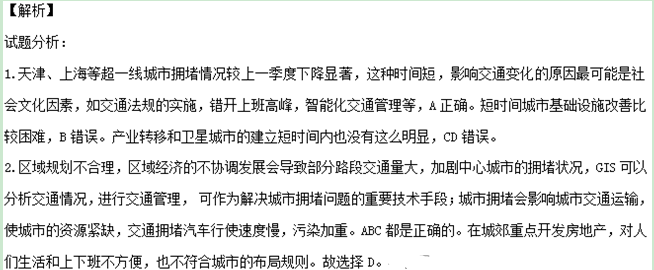 【解析】
试题分析：
1.天津、上海等超一线城市拥堵情况较上一季度下降显著，这种时间短，影响交通变化的原因最可能是社
会文化因素，如交通法规的实施，错开上班高峰，智能化交通管理等，A 正确。短时间城市基础设施改善比
较困难，B 错误。产业转移和卫星城市的建立短时间内也没有这么明显，CD 错误。
2.区域规划不合理，区域经济的不协调发展会导致部分路段交通量大，加剧中心城市的拥堵状况，GIS 可以
分析交通情况，进行交通管理， 可作为解决城市拥堵问题的重要技术手段；城市拥堵会影响城市交通运输，
使城市的资源紧缺，交通拥堵汽车行使速度慢，污染加重。ABC 都是正确的。在城郊重点开发房地产，对人
们生活和上下班不方便，也不符合城市的布局规则。故选择 D。